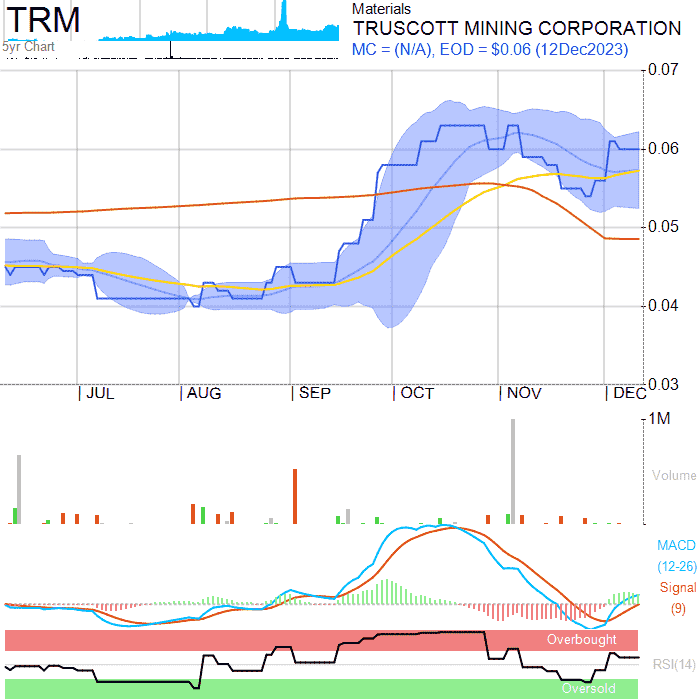 TRM
5yr Chart
Materials
TRUSCOTT MINING CORPORATION
MC = (N/A), EOD = $0.06 (12Dec2023)
0.07
0.06
0.05
0.04
0.03
| JUL | AUG | SEP | OCT | NOV | DEC
1M
Volume
MACD
(12-26)
Signal
(9)
Overbought
RSI(14)
Oversold